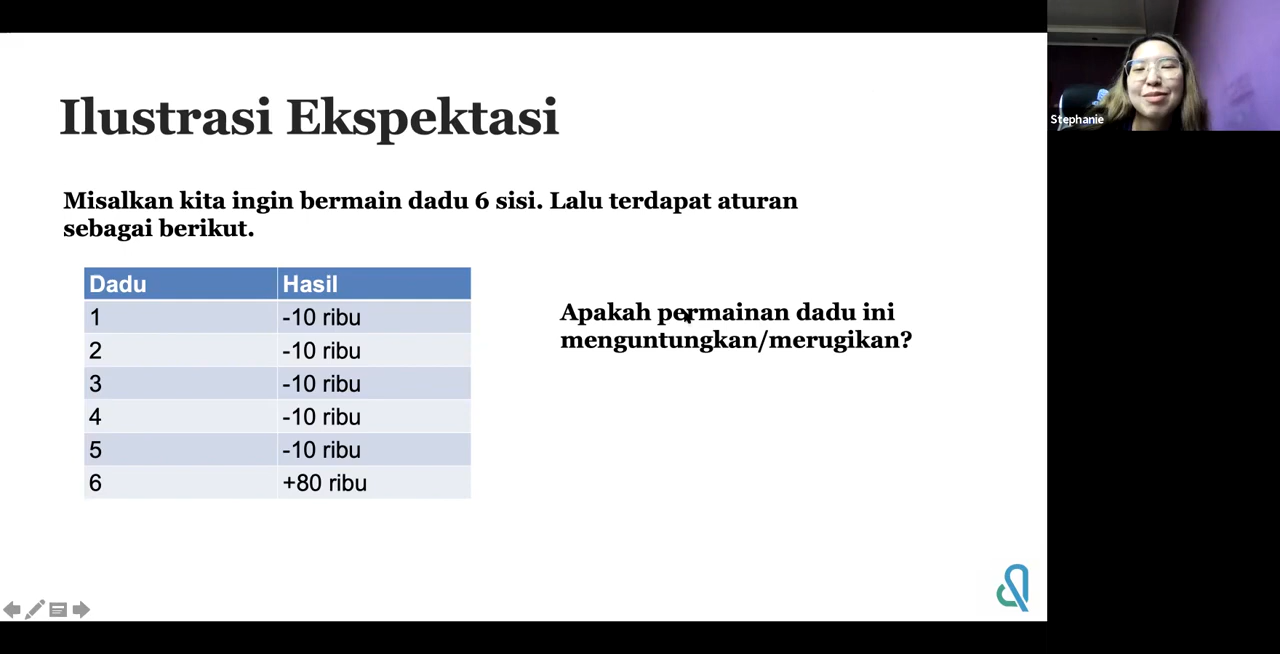 Ilustrasi Ekspektasi
Misalkan kita ingin bermain dadu 6 sisi. Lalu terdapat aturan
sebagai berikut.
Dadu Hasil
1 -10 ribu
2 -10 ribu
3 -10 ribu
4 -10 ribu
5 -10 ribu
6 +80 ribu
Apakah permainan dadu ini
menguntungkan/merugikan?
Stephanie